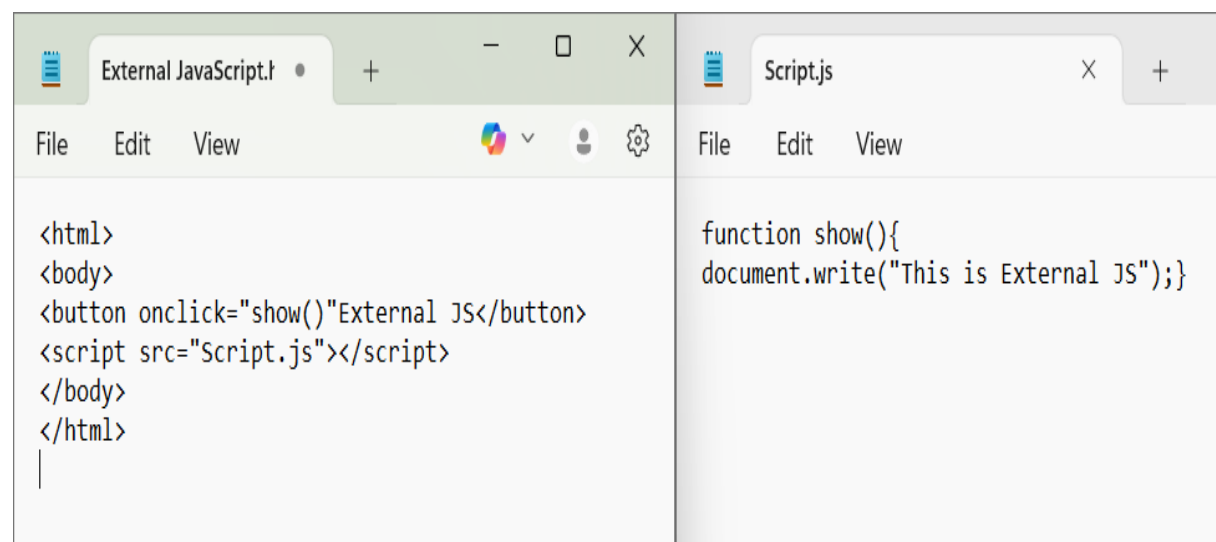 External JavaScript.h
File Edit View
<html>
<body>
<button onclick="show()"External JS</button>
<script src="Script.js"></script>
</body>
</html>
Script.js
File Edit View
function show(){
document.write("This is External JS");}